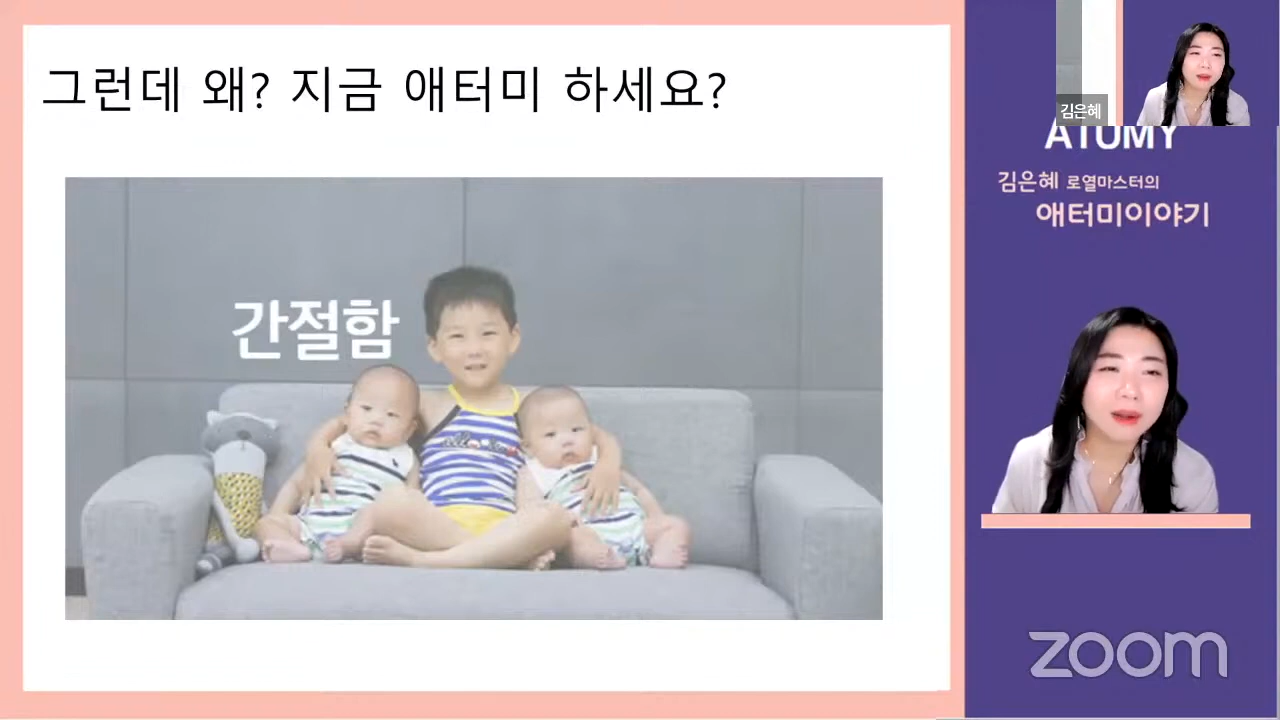 그런데 왜? 지금 애터미 하세요?
간절함
김은혜
ATOMY
김은혜 로열마스터의
애터미이야기
zoom